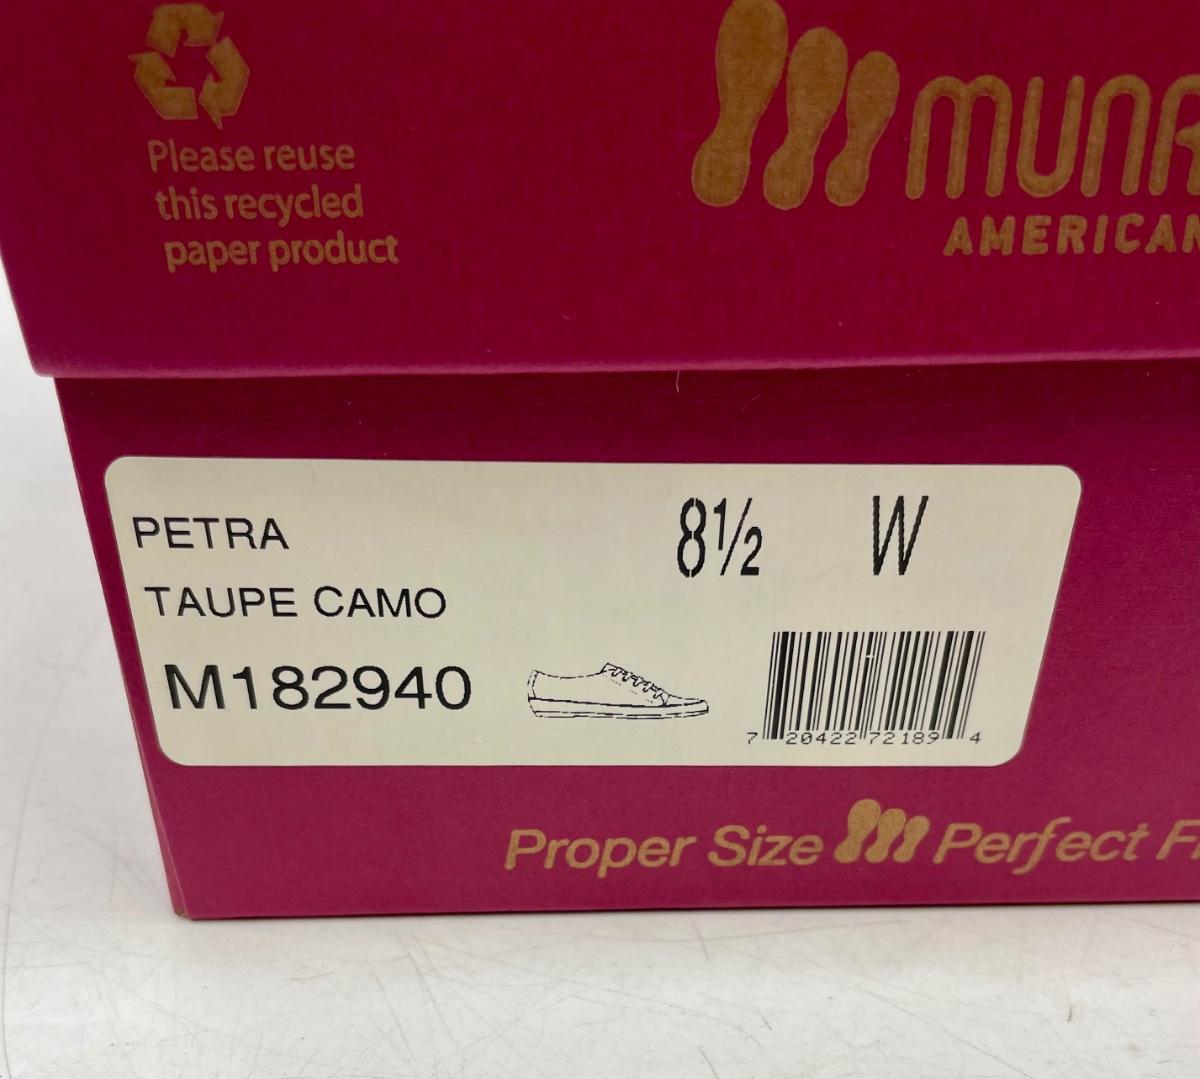 Please reuse
this recycled
paper product
MUNR
AMERICAN
PETRA
8½ W
TAUPE CAMO
M182940
7 20422 72189 4
Proper Size Perfect Fi